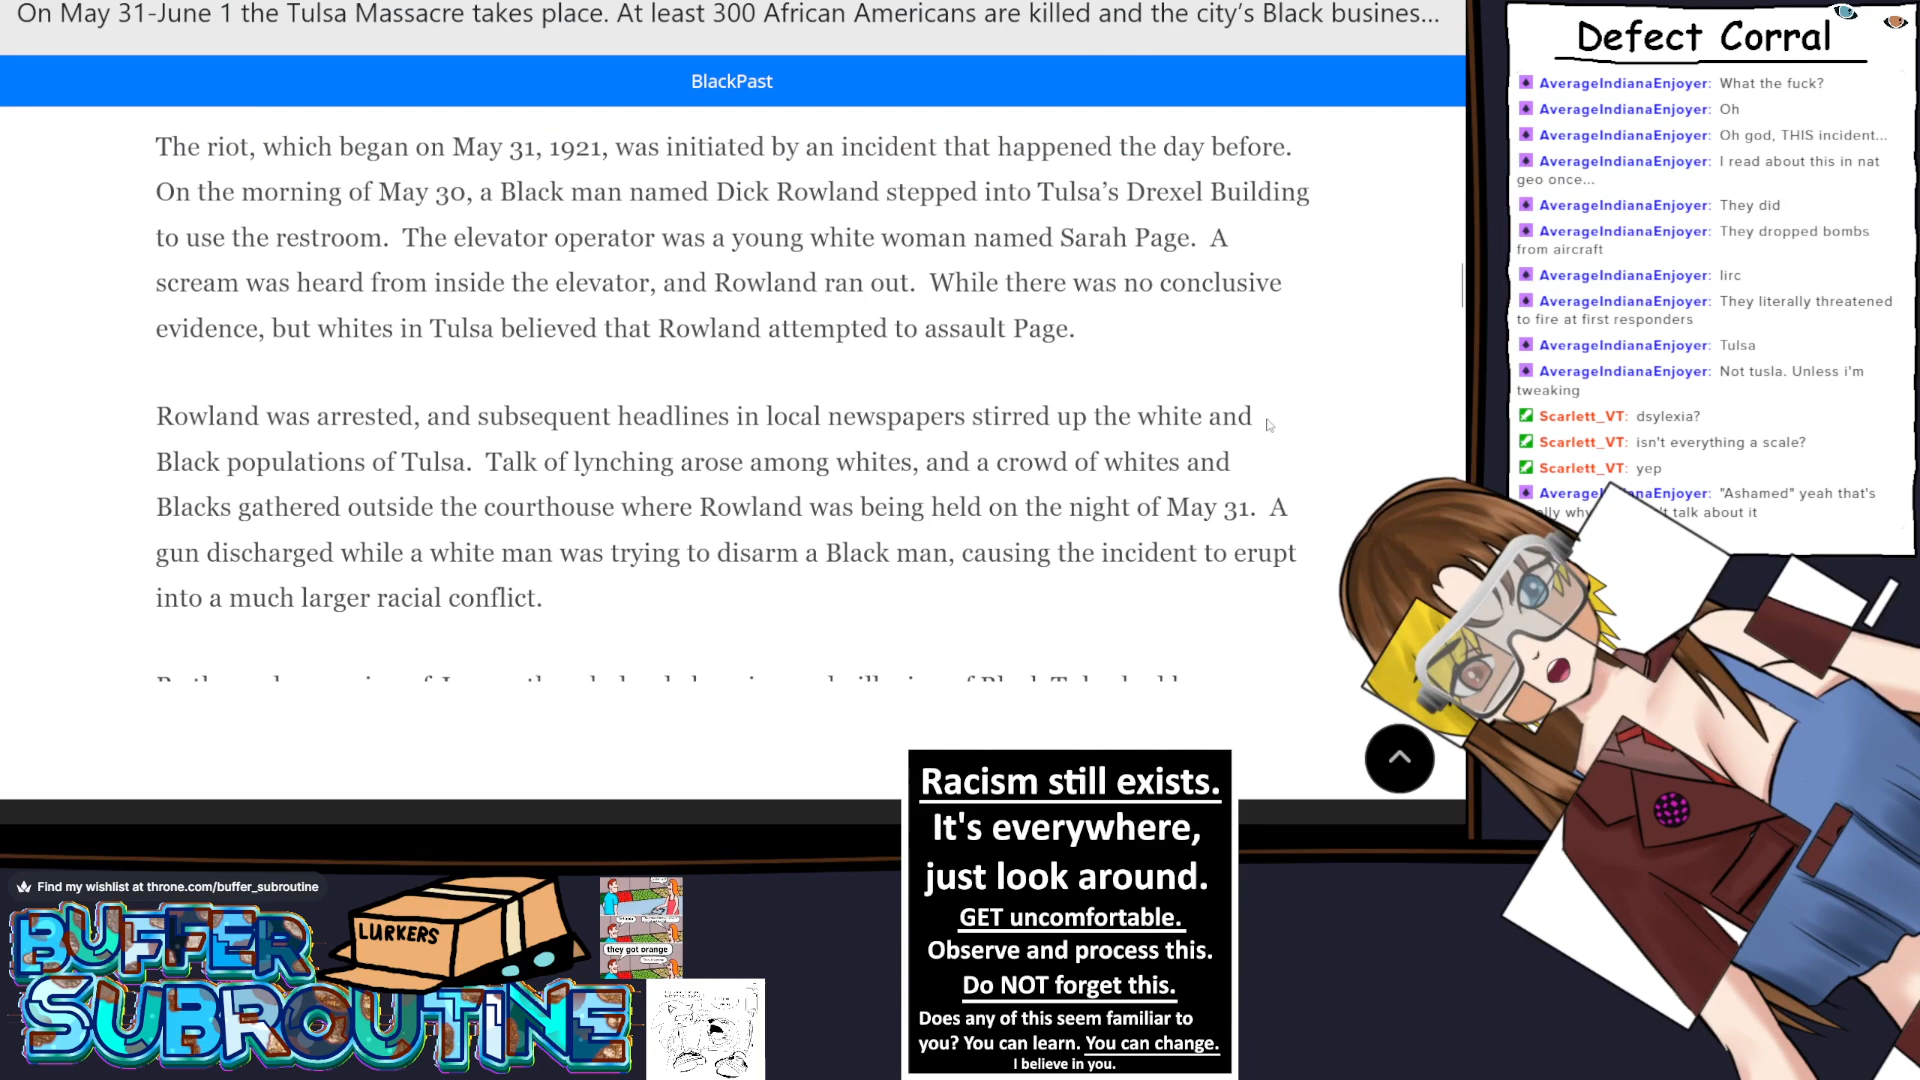 On May 31-June 1 the Tulsa Massacre takes place. At least 300 African Americans are killed and the city's Black busines...
BlackPast
The riot, which began on May 31, 1921, was initiated by an incident that happened the day before.
On the morning of May 30, a Black man named Dick Rowland stepped into Tulsa's Drexel Building
to use the restroom.  The elevator operator was a young white woman named Sarah Page.  A
scream was heard from inside the elevator, and Rowland ran out.  While there was no conclusive
evidence, but whites in Tulsa believed that Rowland attempted to assault Page.
Rowland was arrested, and subsequent headlines in local newspapers stirred up the white and
Black populations of Tulsa.  Talk of lynching arose among whites, and a crowd of whites and
Blacks gathered outside the courthouse where Rowland was being held on the night of May 31.  A
gun discharged while a white man was trying to disarm a Black man, causing the incident to erupt
into a much larger racial conflict.
Defect Corral
AverageIndianaEnjoyer: What the fuck?
AverageIndianaEnjoyer: Oh
AverageIndianaEnjoyer: Oh god, THIS incident...
AverageIndianaEnjoyer: I read about this in nat
geo once...
AverageIndianaEnjoyer: They did
AverageIndianaEnjoyer: They dropped bombs
from aircraft
AverageIndianaEnjoyer: Iirc
AverageIndianaEnjoyer: They literally threatened
to fire at first responders
AverageIndianaEnjoyer: Tulsa
AverageIndianaEnjoyer: Not tusla. Unless i'm
tweaking
Scarlett_VT: dsylexia?
Scarlett_VT: isn't everything a scale?
Scarlett_VT: yep
"Ashamed" yeah that's
talk about it
Find my wishlist at throne.com/buffer_subroutine
BUFFER
SUBROUTINE
LURKERS
they got orange
Racism still exists.
It's everywhere,
just look around.
GET uncomfortable.
Observe and process this.
Do NOT forget this.
Does any of this seem familiar to
you? You can learn. You can change.
I believe in you.